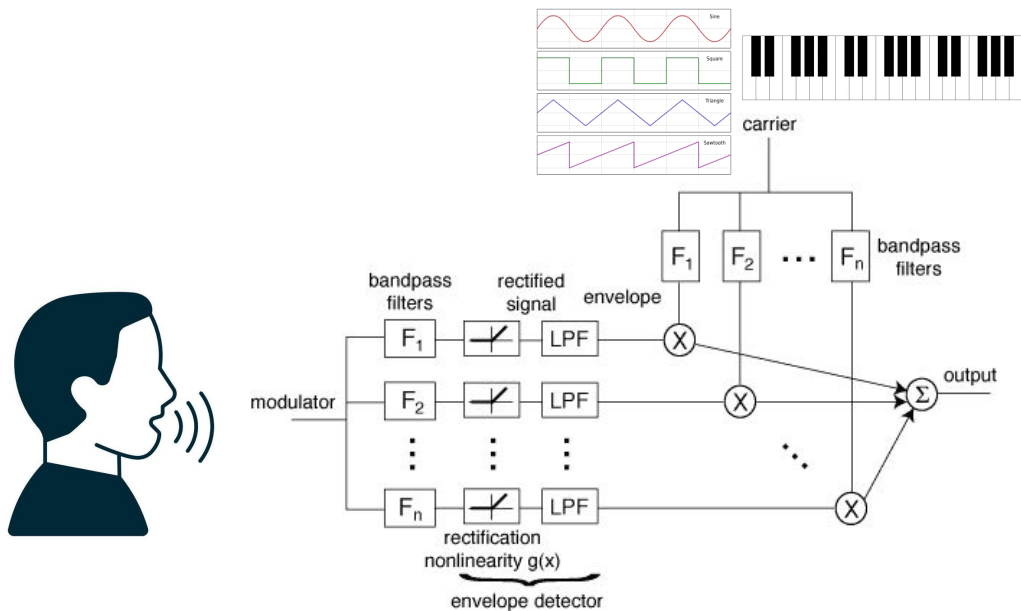 Sine
Square
Triangle
Sawtooth
carrier
F1
F2
Fn
bandpass
filters
bandpass
filters
rectified
signal
envelope
F1
LPF
X
modulator
F2
LPF
X
Σ
output
Fn
LPF
X
rectification
nonlinearity g(x)
envelope detector